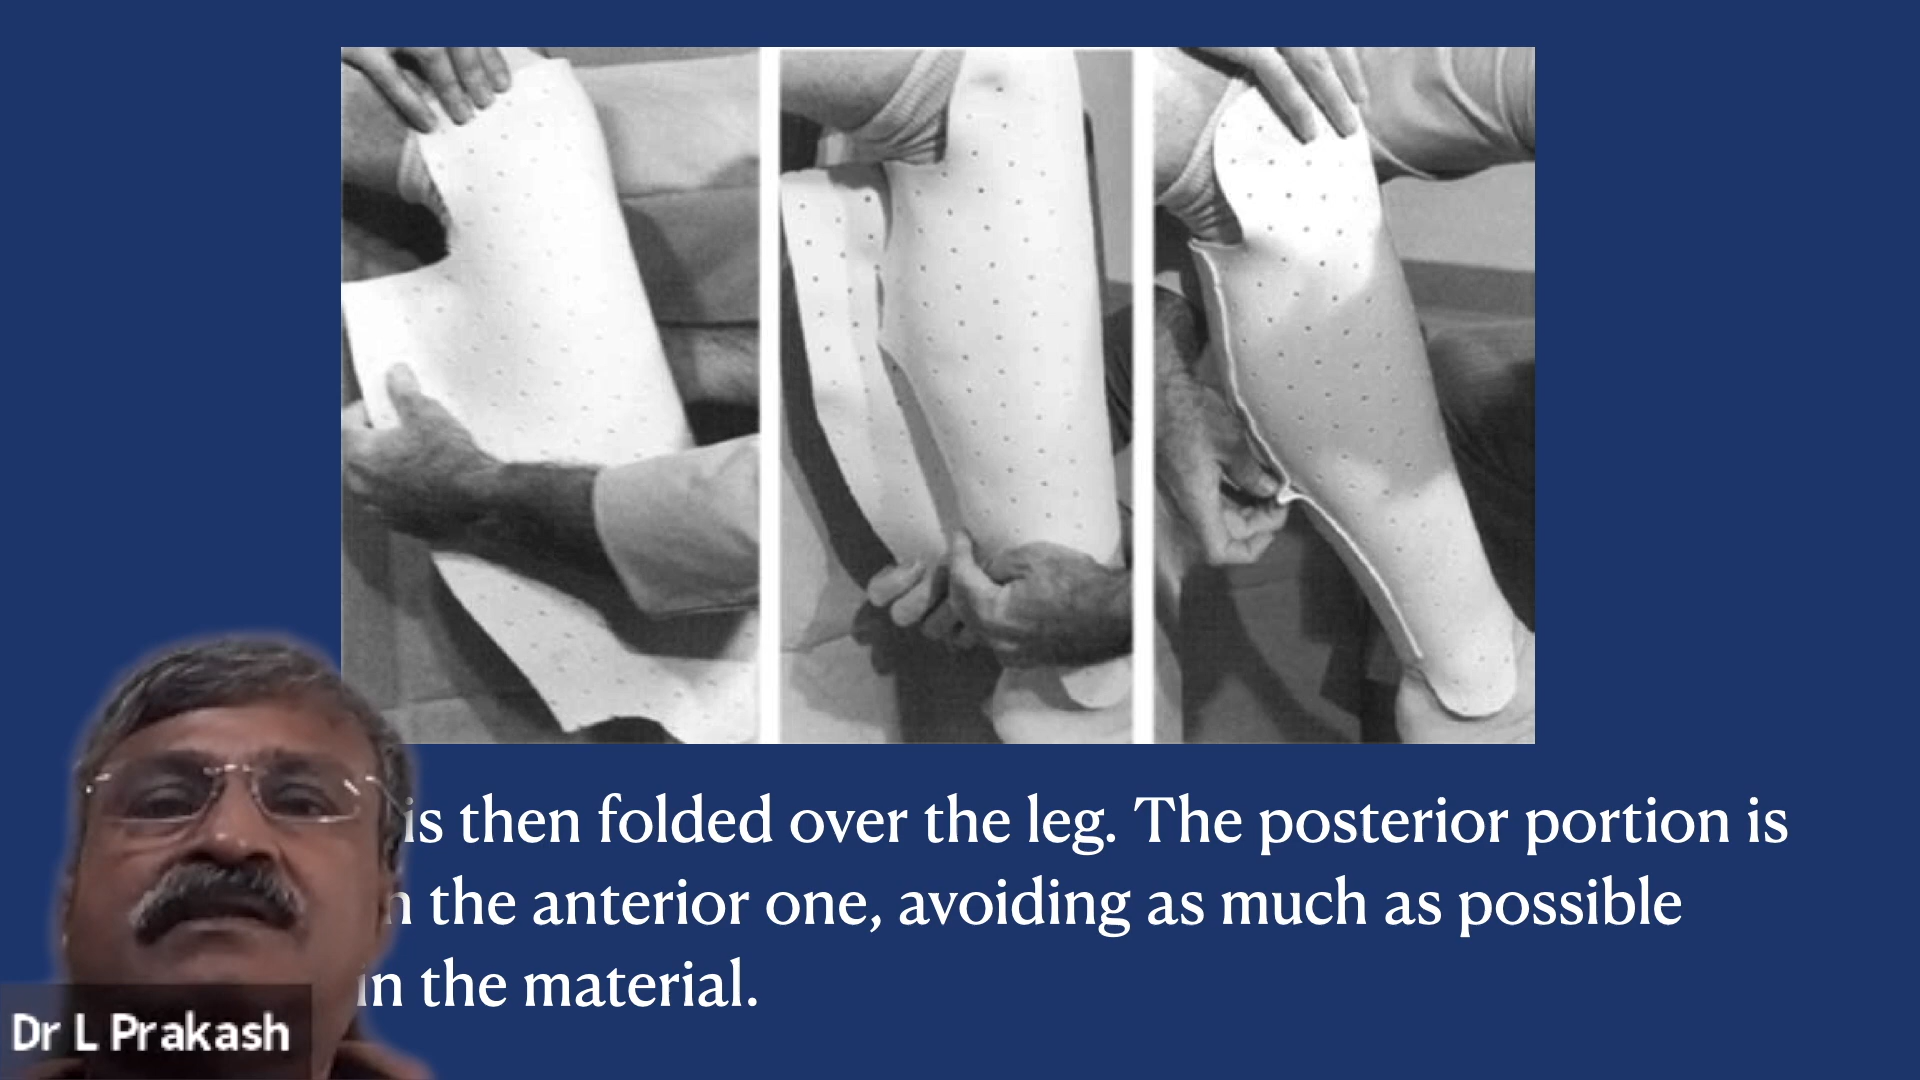 is then folded over the leg. The posterior portion is
the anterior one, avoiding as much as possible
in the material.
Dr L Prakash